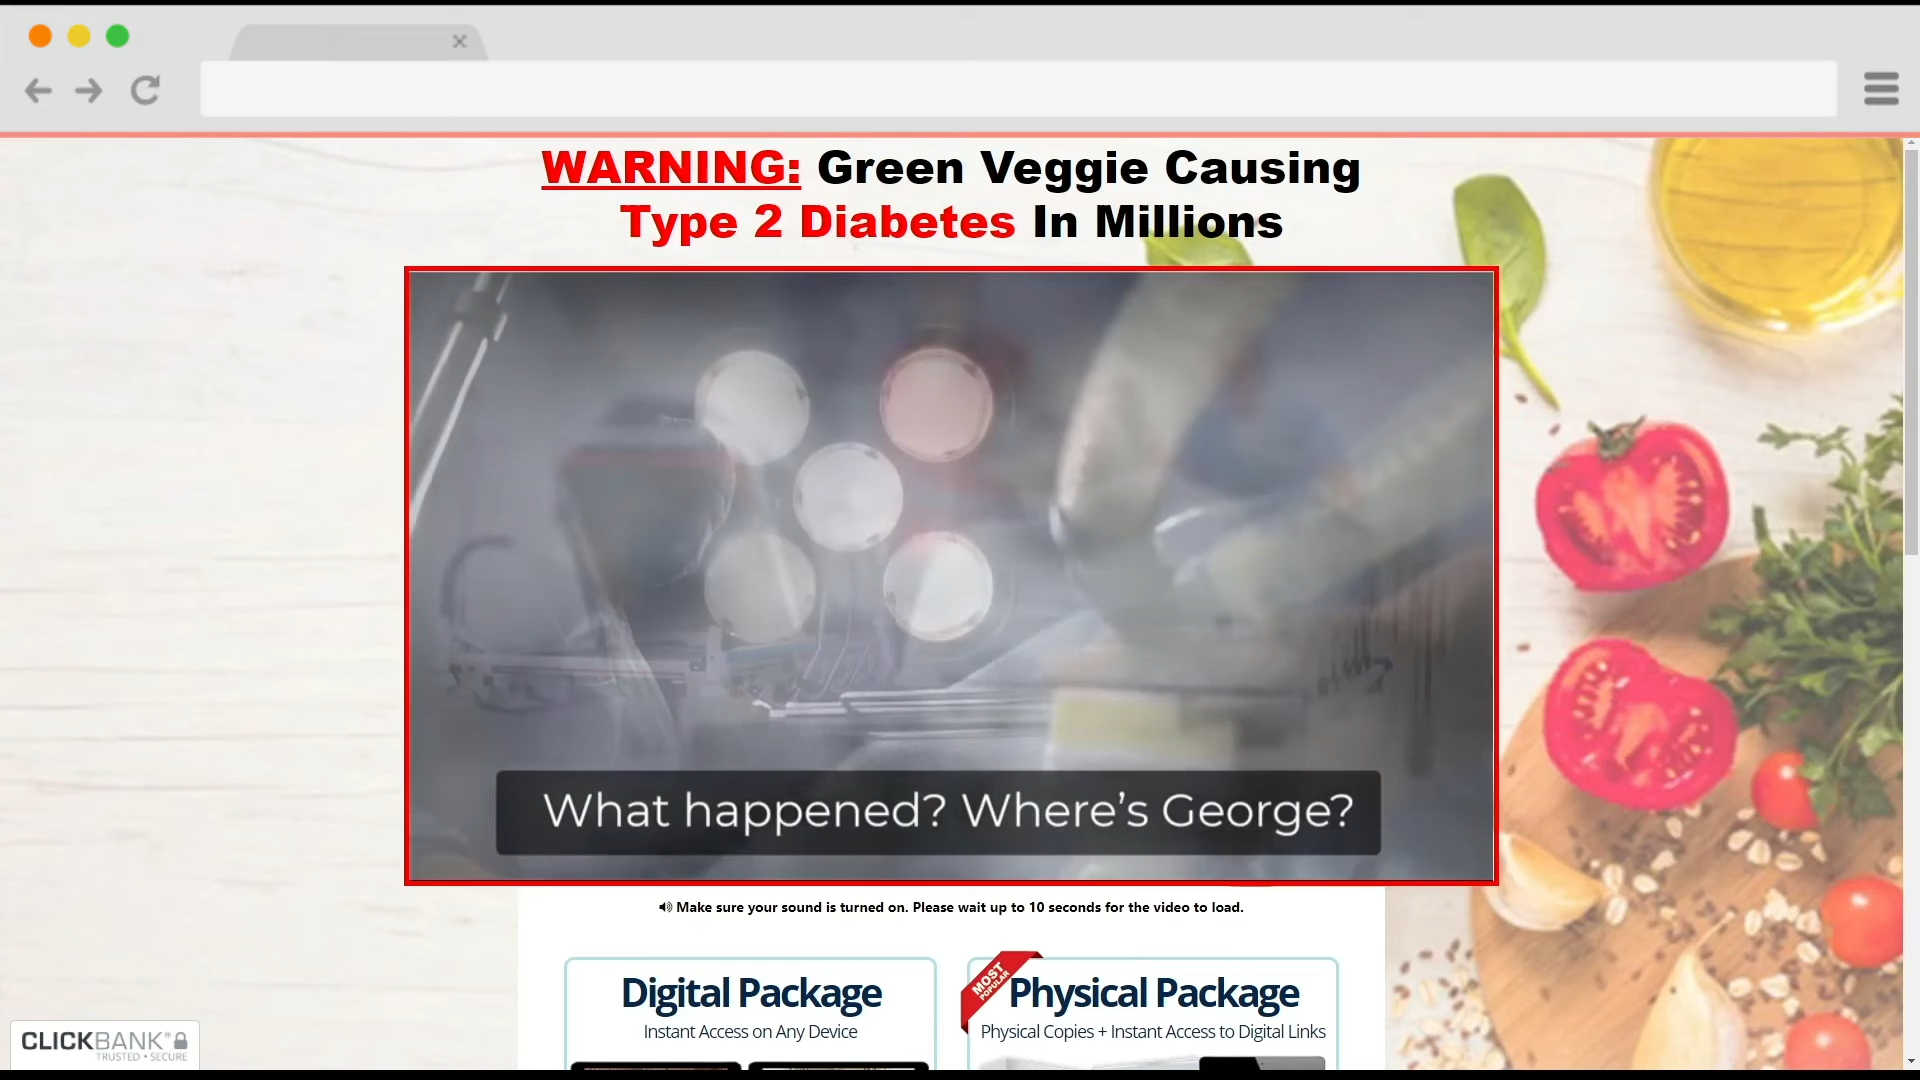 WARNING: Green Veggie Causing
Type 2 Diabetes In Millions
What happened? Where's George?
Make sure your sound is turned on. Please wait up to 10 seconds for the video to load.
MOST
POPULAR
Digital Package
Instant Access on Any Device
Physical Package
Physical Copies + Instant Access to Digital Links
CLICKBANK®
TRUSTED • SECURE